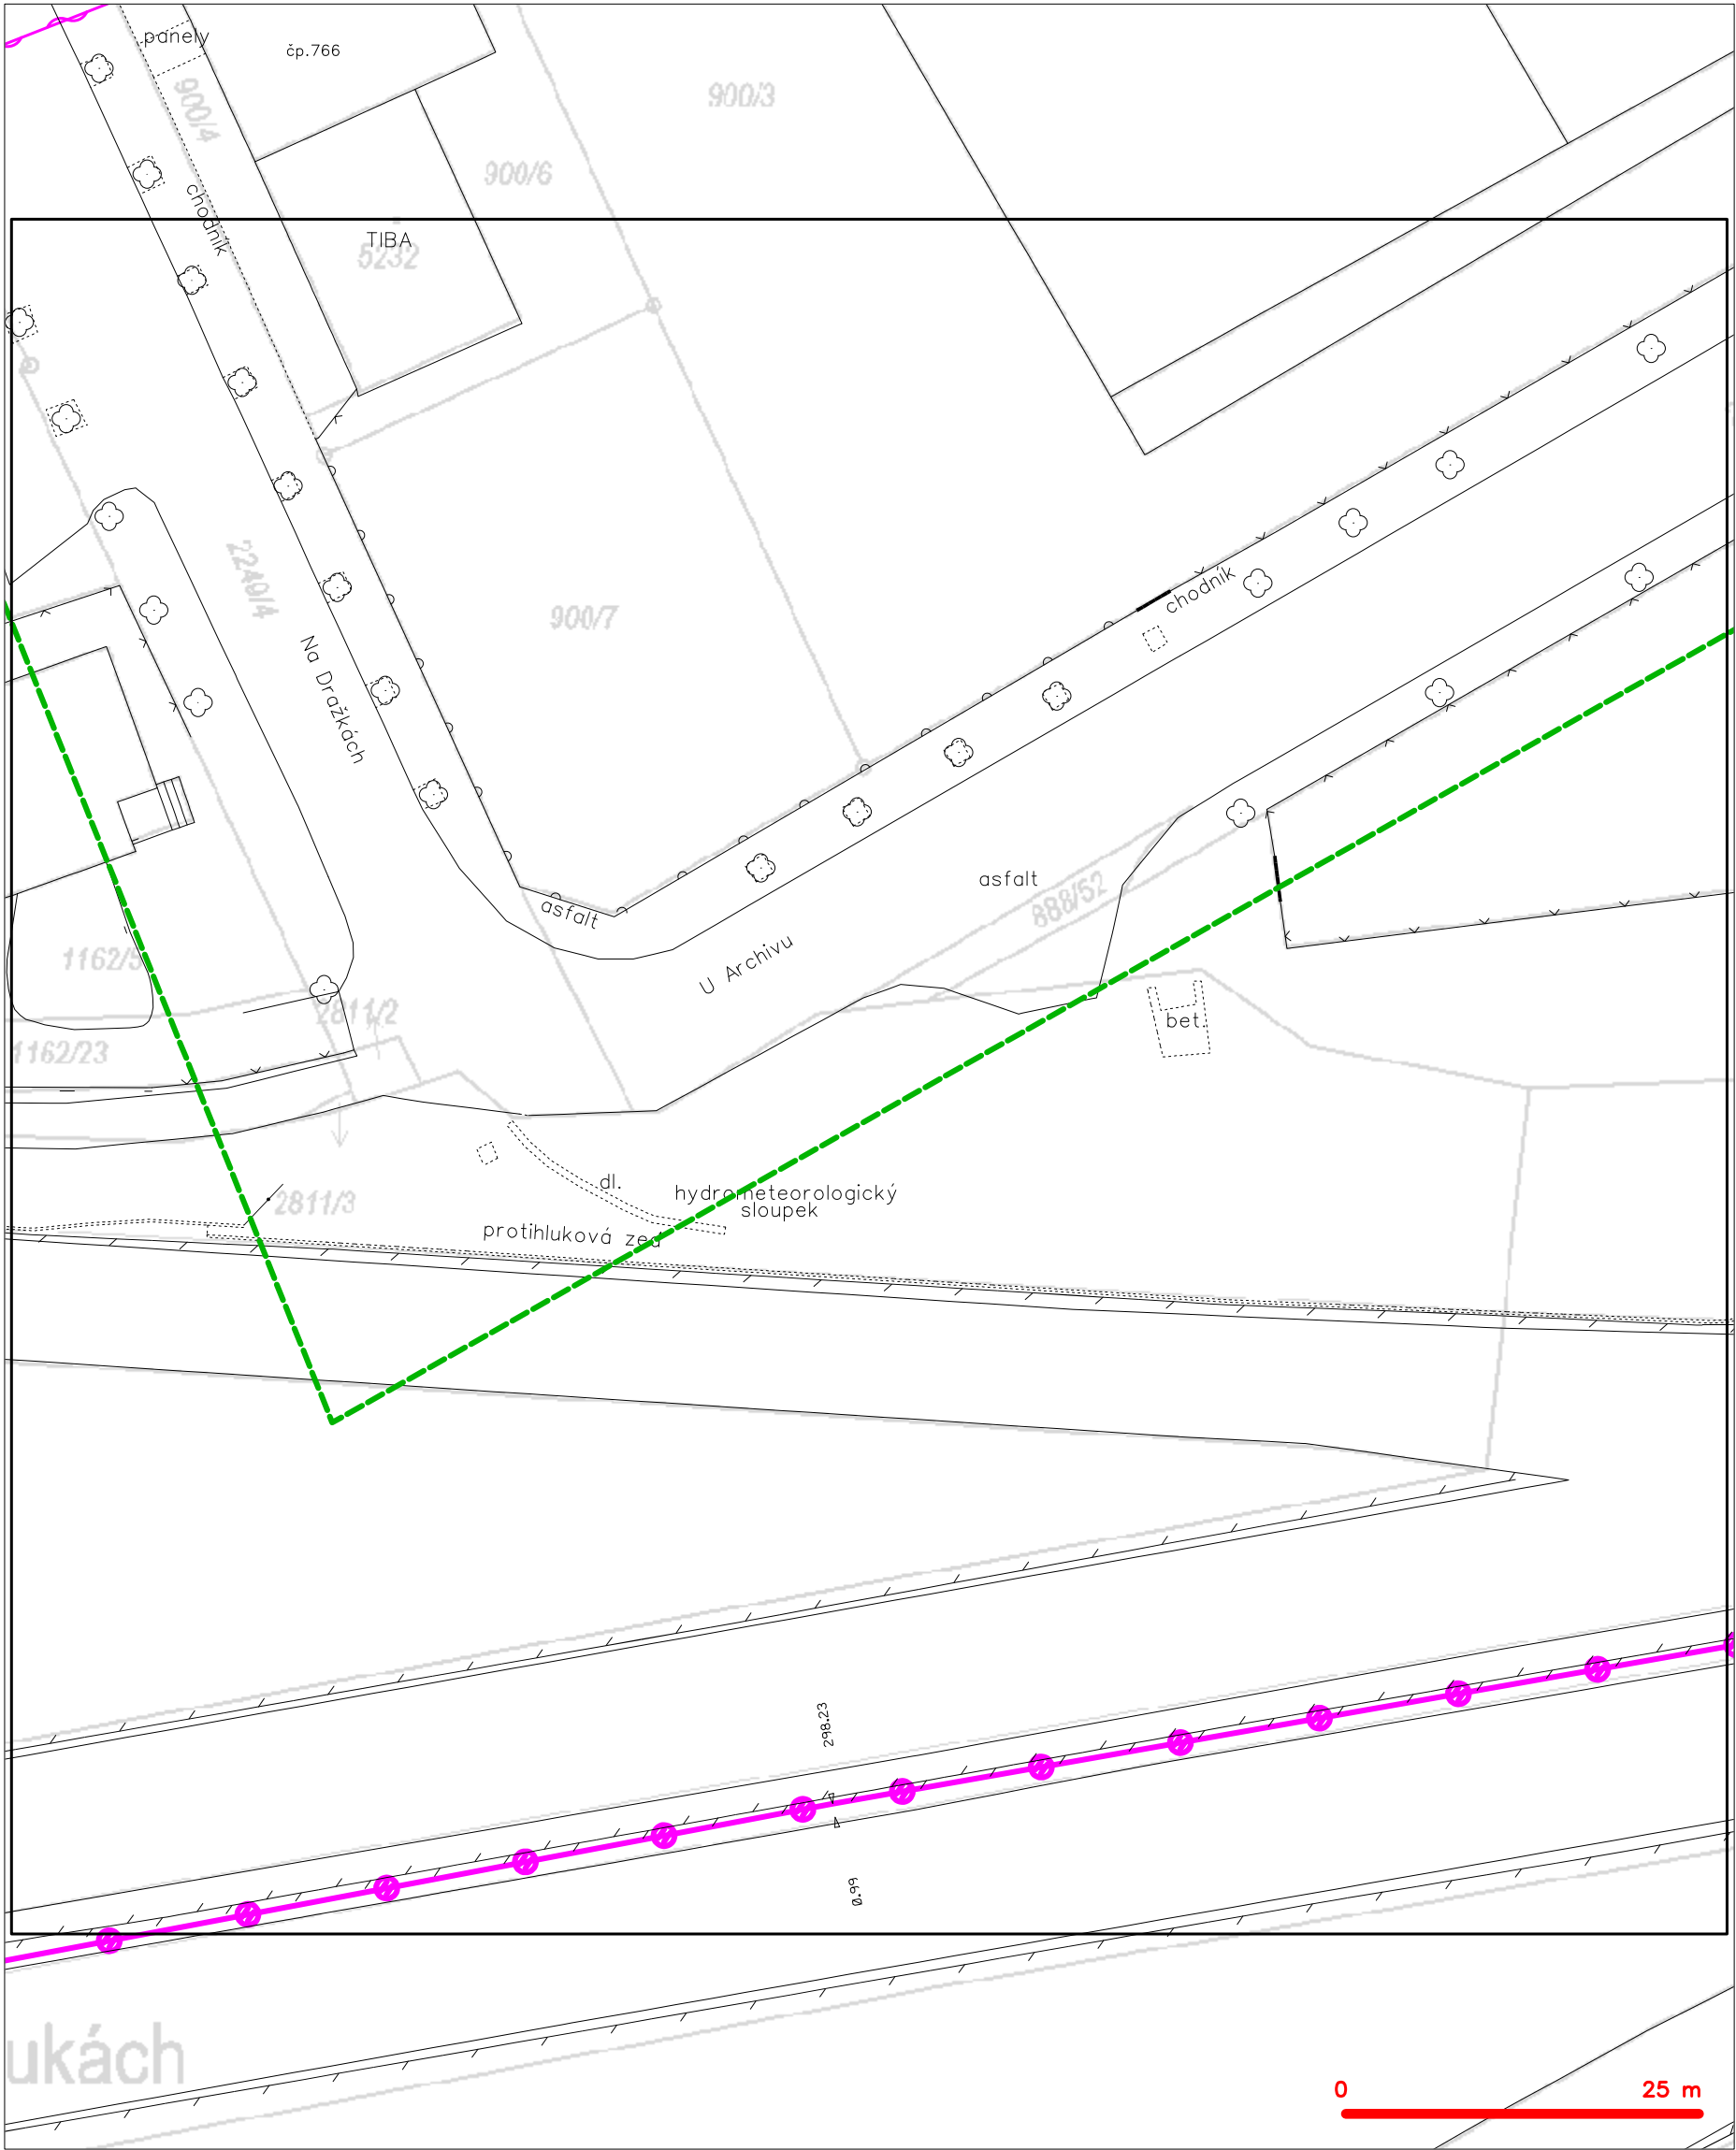 panely
čp.766
900/4
900/3
900/6
chodník
TIBA
5232
2249/4
900/7
chodník
Na Dražkách
asfalt
888/52
asfalt
U Archivu
1162/5
2811/2
bet.
1162/23
dl.
hydrometeorologický
sloupek
2811/3
protihluková zeď
298.23
0.99
ukách
0 25 m